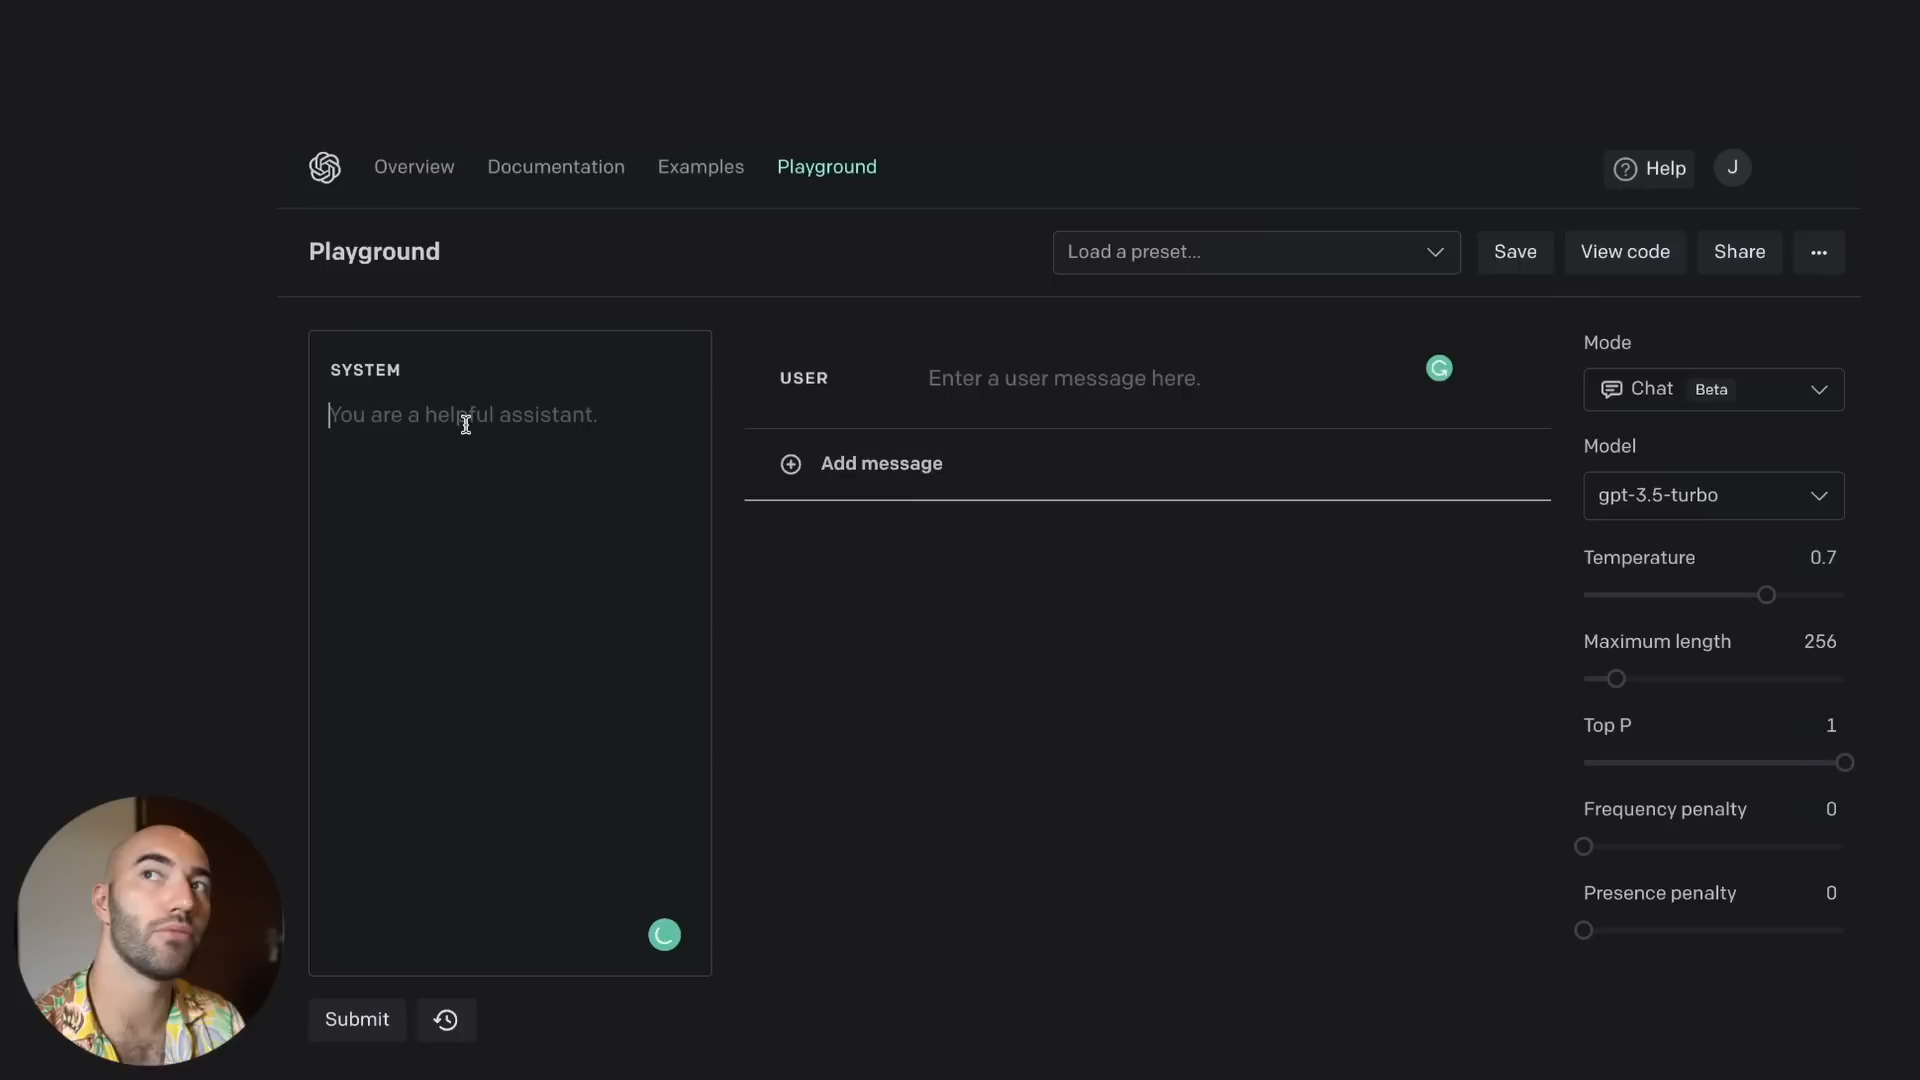 Overview Documentation Examples Playground
Help J
Playground
Load a preset... Save View code Share ...
SYSTEM
You are a helpful assistant.
USER Enter a user message here.
Add message
Mode
Chat Beta
Model
gpt-3.5-turbo
Temperature 0.7
Maximum length 256
Top P 1
Frequency penalty 0
Presence penalty 0
Submit